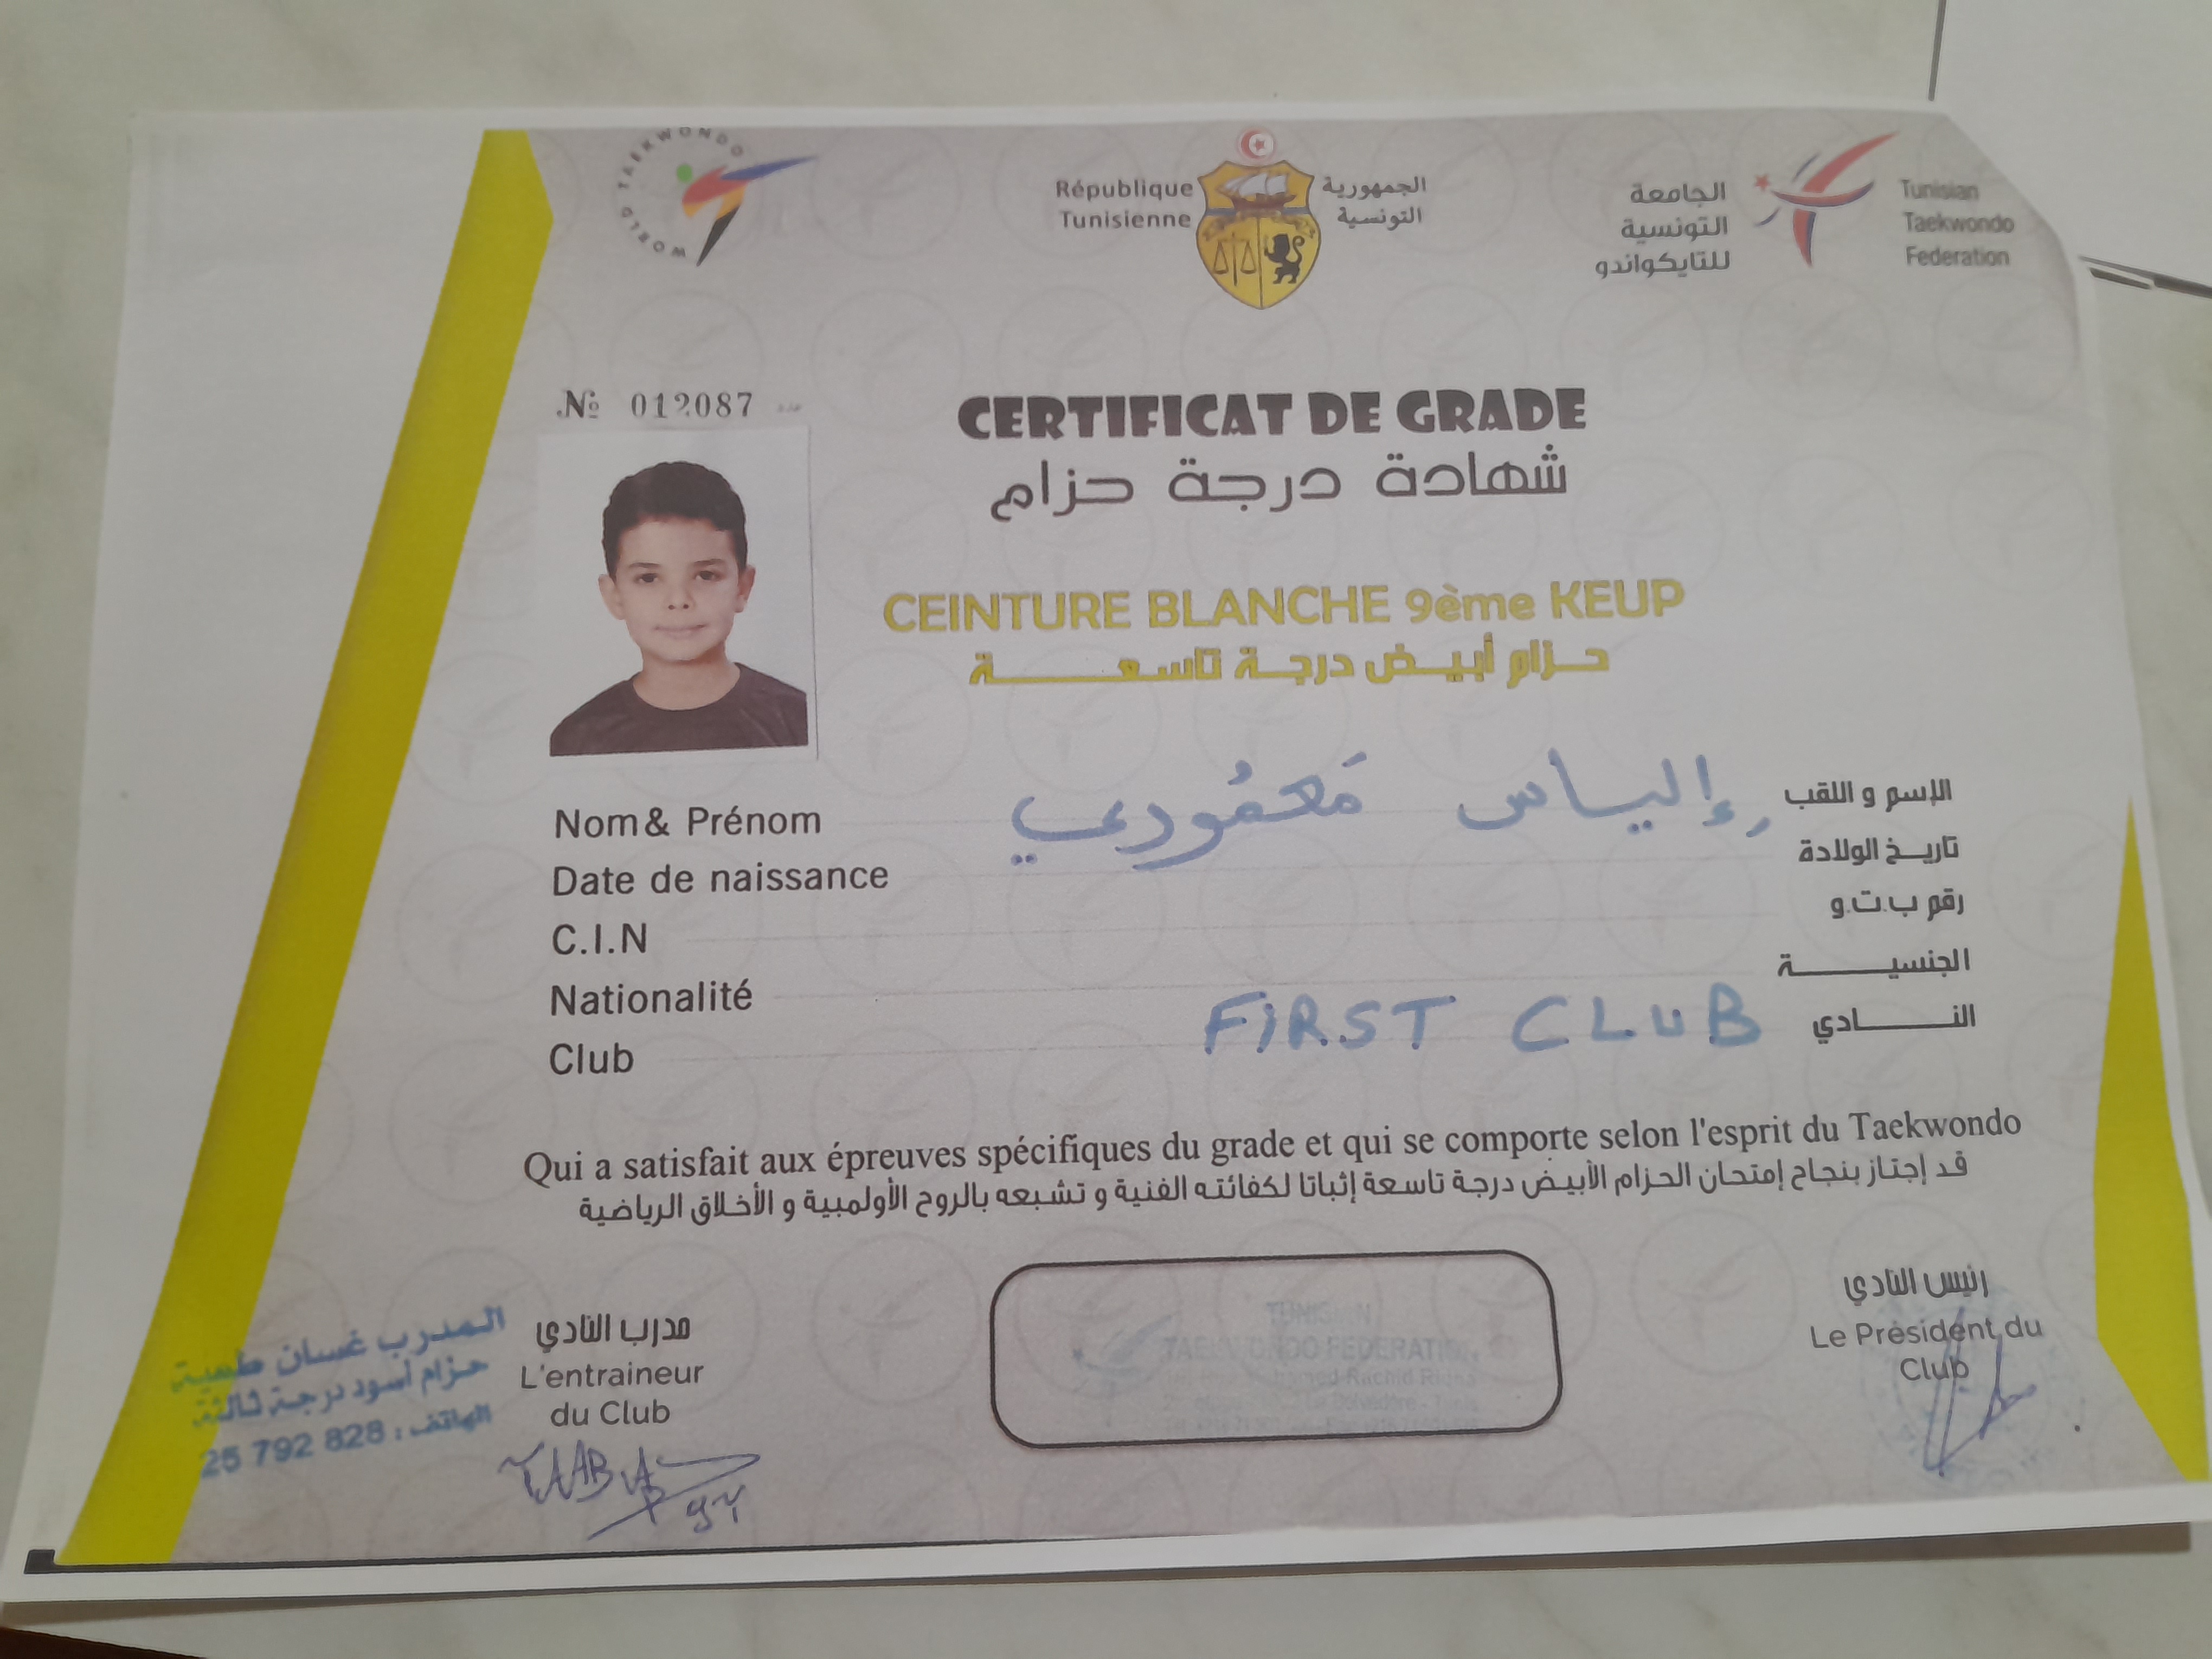 WORLD TAEKWONDO
République
Tunisienne
الجمهورية
التونسية
الجامعة
التونسية
للتايكواندو
Tunisian
Taekwondo
Federation
№ 012087
CERTIFICAT DE GRADE
شهادة درجة حزام
CEINTURE BLANCHE 9ème KEUP
حزام أبيض درجة تاسعة
Nom& Prénom إلياس مَعمُودي الإسم و اللقب
Date de naissance تاريخ الولادة
C.I.N رقم ب.ت.و
Nationalité الجنسية
Club FiRST CLUB النادي
Qui a satisfait aux épreuves spécifiques du grade et qui se comporte selon l'esprit du Taekwondo
قد إجتاز بنجاح إمتحان الحزام الأبيض درجة تاسعة إثباتا لكفائته الفنية و تشبعه بالروح الأولمبية و الأخلاق الرياضية
المدرب غسان
حزام أسود درجة ثالثة
الهاتف : 25 792 828
مدرب النادي
L'entraineur
du Club
TUNISIAN
TAEKWONDO FEDERATION
رئيس النادي
Le Président du
Club